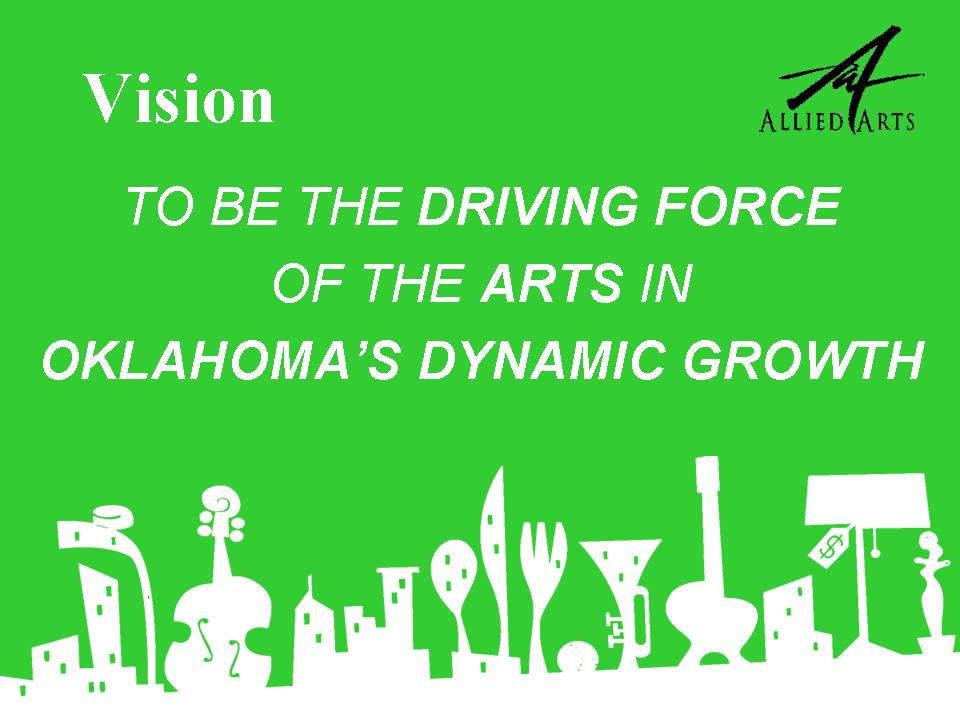 Vision
ALLIED ARTS
TO BE THE DRIVING FORCE
OF THE ARTS IN
OKLAHOMA’S DYNAMIC GROWTH
$